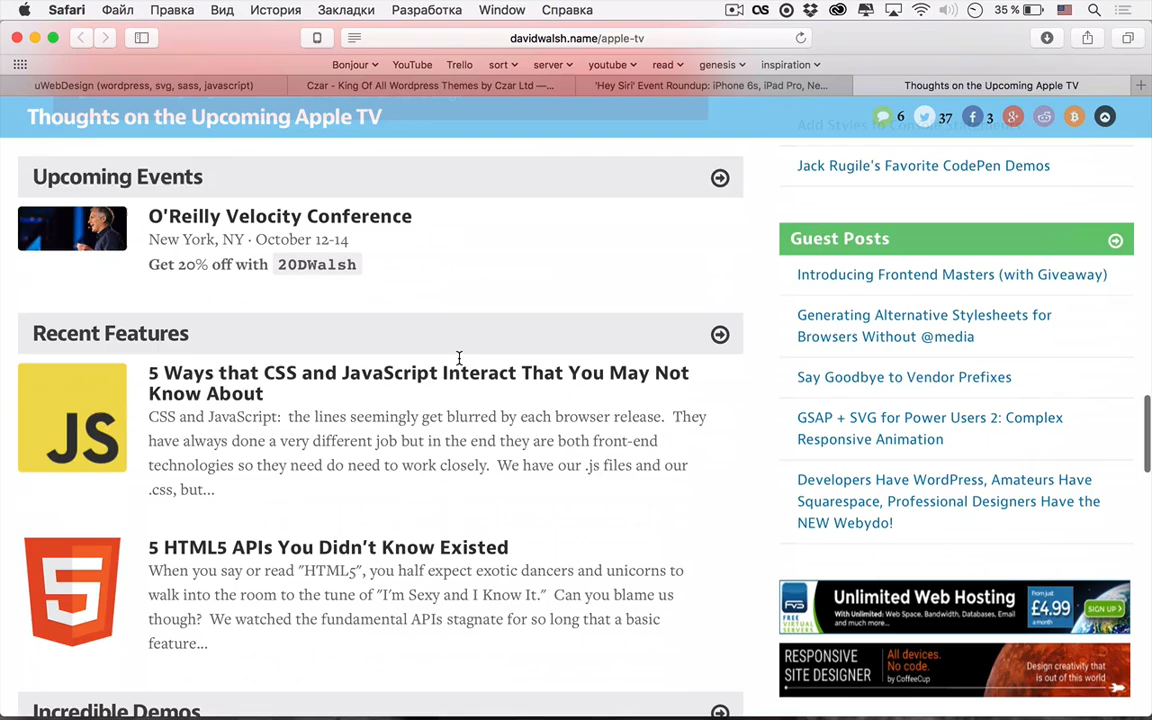 Safari Файл Правка Вид История Закладки Разработка Window Справка 35 %
davidwalsh.name/apple-tv
Bonjour YouTube Trello sort server youtube read genesis inspiration
uWebDesign (wordpress, svg, sass, javascript) Czar - King Of All Wordpress Themes by Czar Ltd —... 'Hey Siri' Event Roundup: iPhone 6s, iPad Pro, Ne... Thoughts on the Upcoming Apple TV
Thoughts on the Upcoming Apple TV 6 37 3
Add Styles to Console Statements
Jack Rugile's Favorite CodePen Demos
Upcoming Events
O'Reilly Velocity Conference
New York, NY · October 12-14
Get 20% off with 20DWalsh
Recent Features
JS
5 Ways that CSS and JavaScript Interact That You May Not
Know About
CSS and JavaScript: the lines seemingly get blurred by each browser release. They
have always done a very different job but in the end they are both front-end
technologies so they need do need to work closely. We have our .js files and our
.css, but...
5
5 HTML5 APIs You Didn't Know Existed
When you say or read "HTML5", you half expect exotic dancers and unicorns to
walk into the room to the tune of "I'm Sexy and I Know It." Can you blame us
though? We watched the fundamental APIs stagnate for so long that a basic
feature...
Incredible Demos
Guest Posts
Introducing Frontend Masters (with Giveaway)
Generating Alternative Stylesheets for
Browsers Without @media
Say Goodbye to Vendor Prefixes
GSAP + SVG for Power Users 2: Complex
Responsive Animation
Developers Have WordPress, Amateurs Have
Squarespace, Professional Designers Have the
NEW Webydo!
FVS
FREE
VIRTUAL
SERVERS
Unlimited Web Hosting
With Unlimited: Web Space, Bandwidth, Databases, Email
and much more...
From just
£4.99
a month
SIGN UP
RESPONSIVE
SITE DESIGNER
All devices.
No code.
by CoffeeCup
Design creativity that
is out of this world